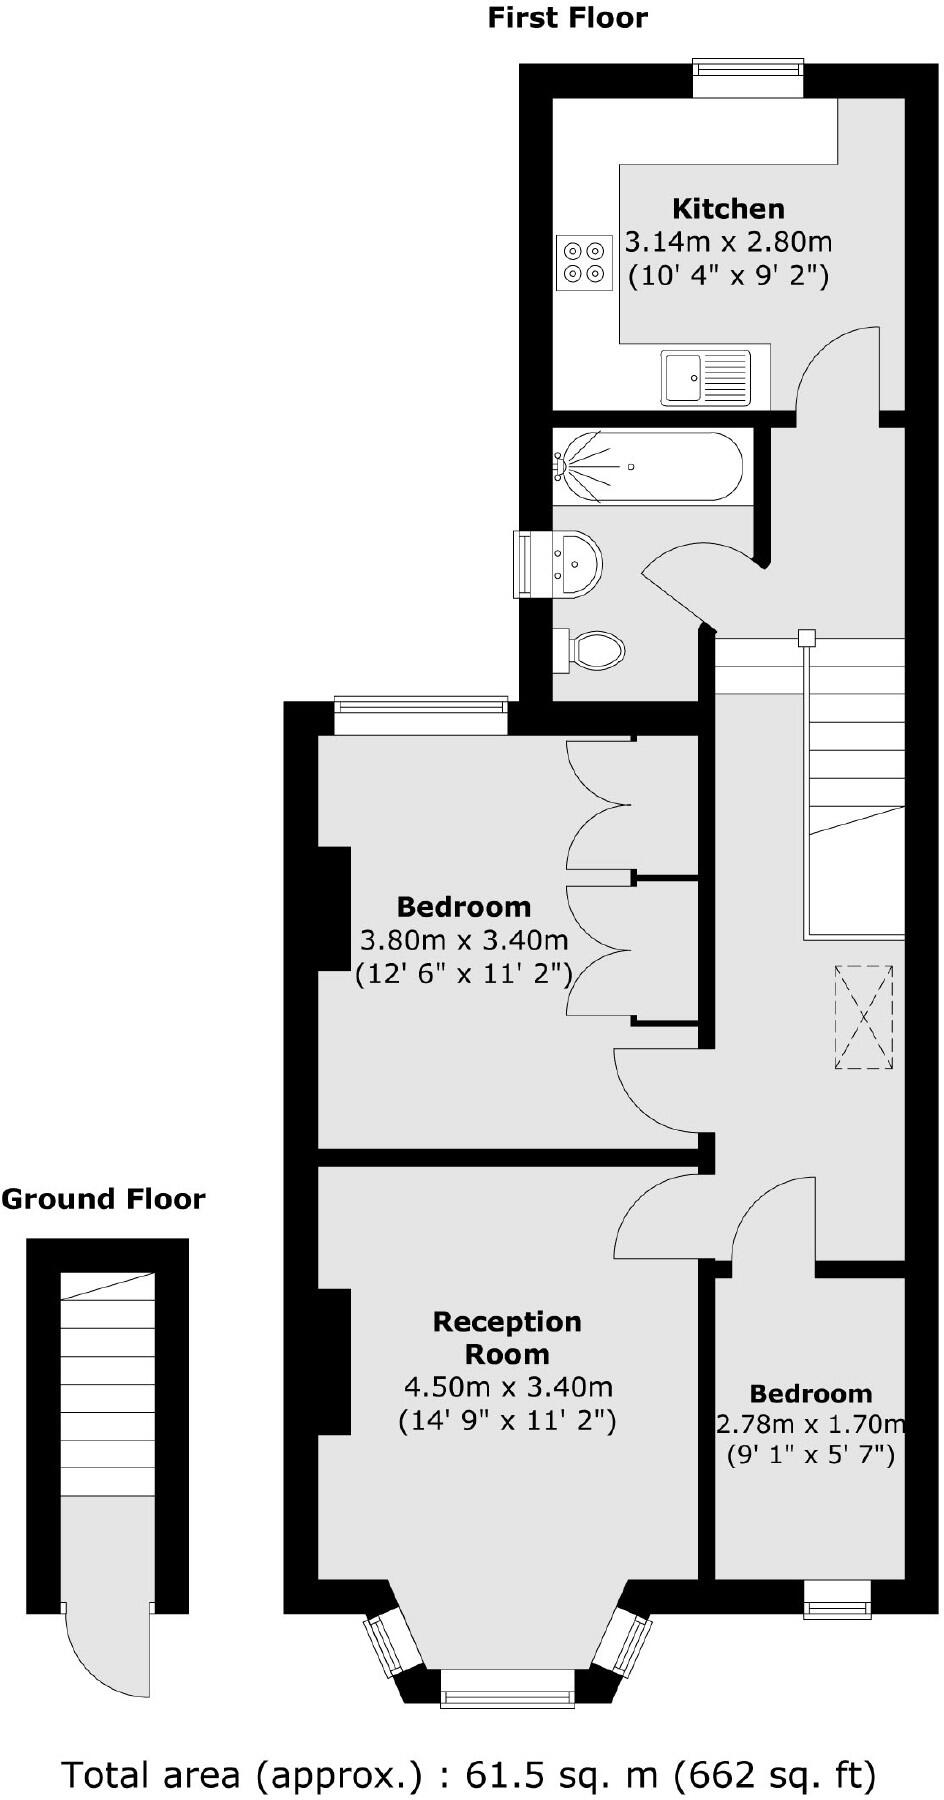 First Floor
Kitchen
3.14m x 2.80m
(10' 4" x 9' 2")
Bedroom
3.80m x 3.40m
(12' 6" x 11' 2")
Ground Floor
Reception
Room
4.50m x 3.40m
(14' 9" x 11' 2")
Bedroom
2.78m x 1.70m
(9' 1" x 5' 7")
Total area (approx.) : 61.5 sq. m (662 sq. ft)